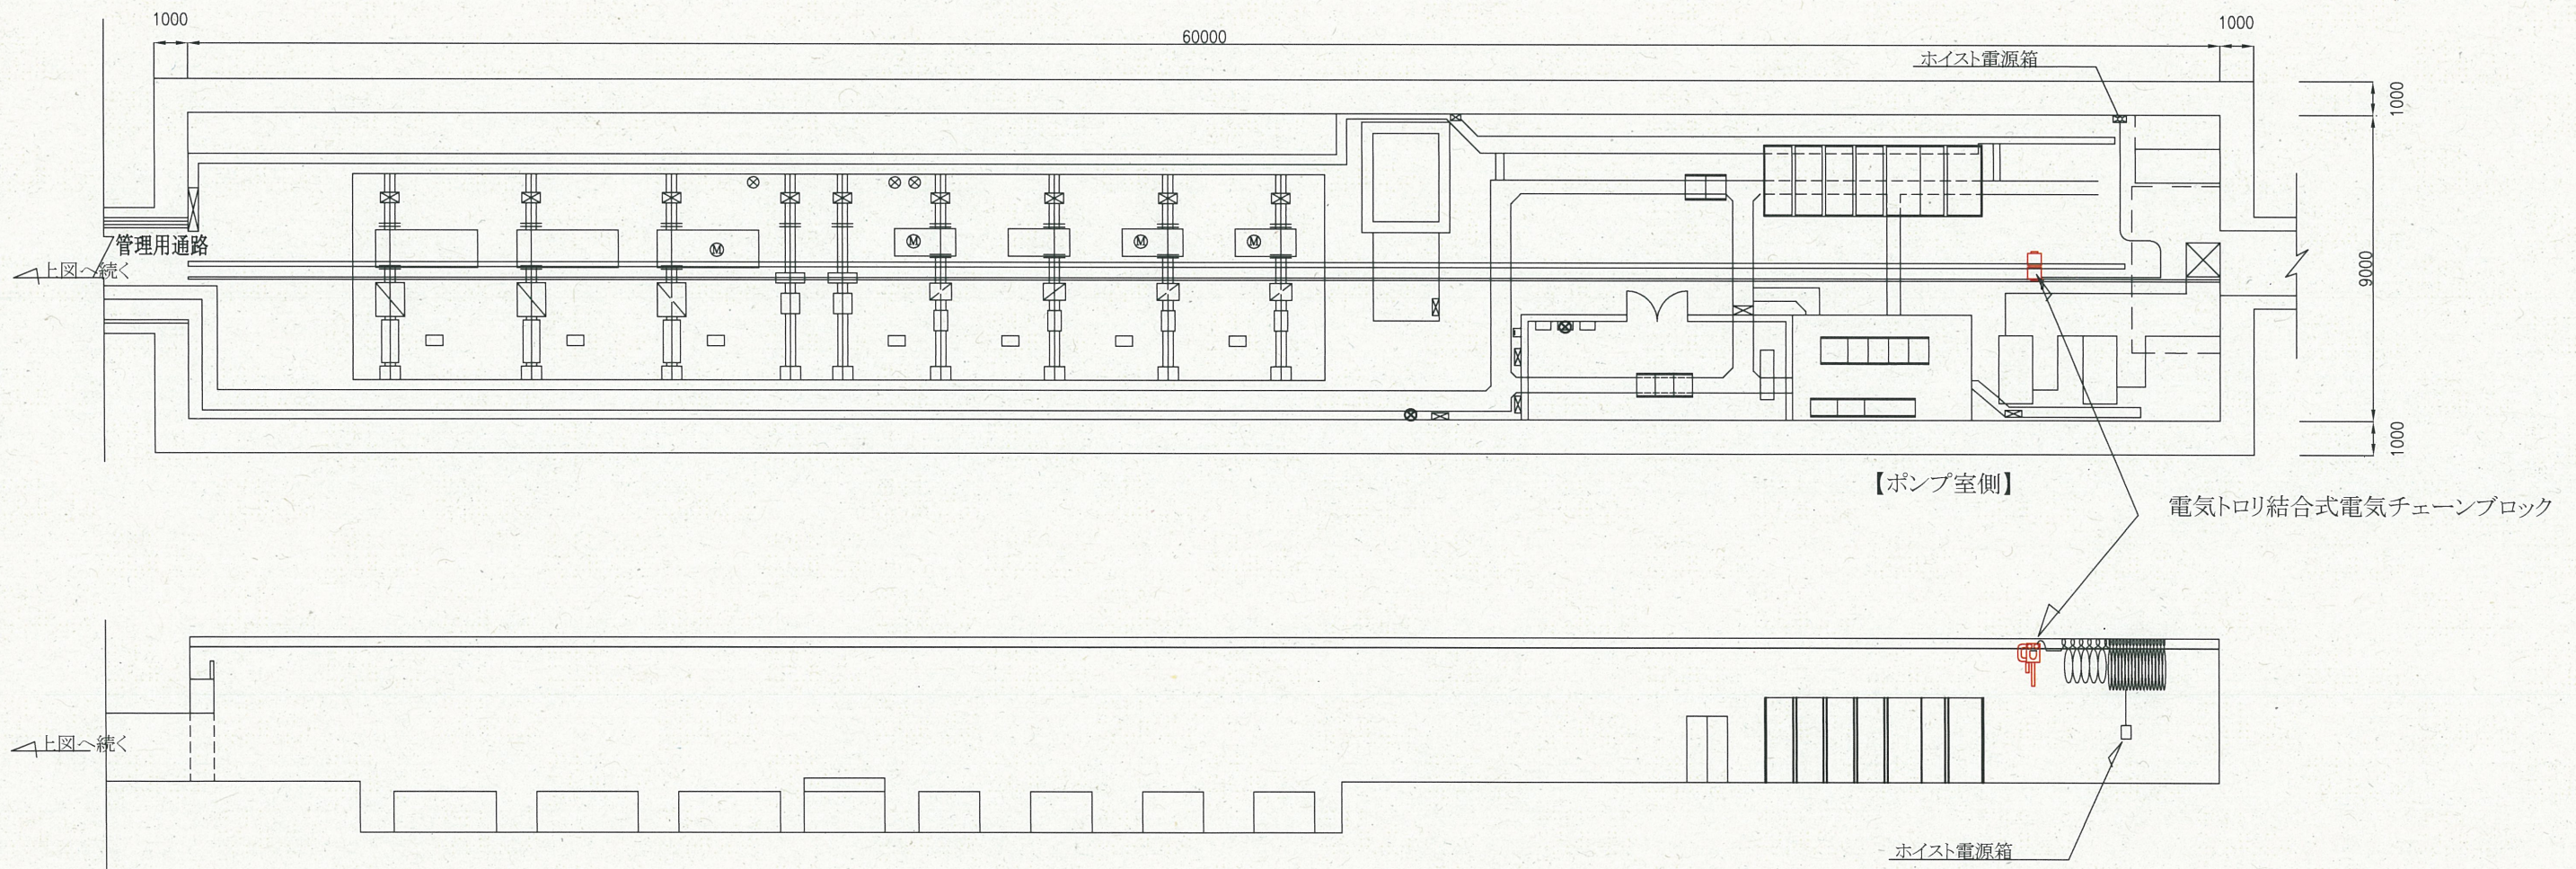 1000
60000
1000
ホイスト電源箱
1000
管理用通路
上図へ続く
M
M
M
M
9000
1000
【ポンプ室側】
電気トロリ結合式電気チェーンブロック
上図へ続く
ホイスト電源箱